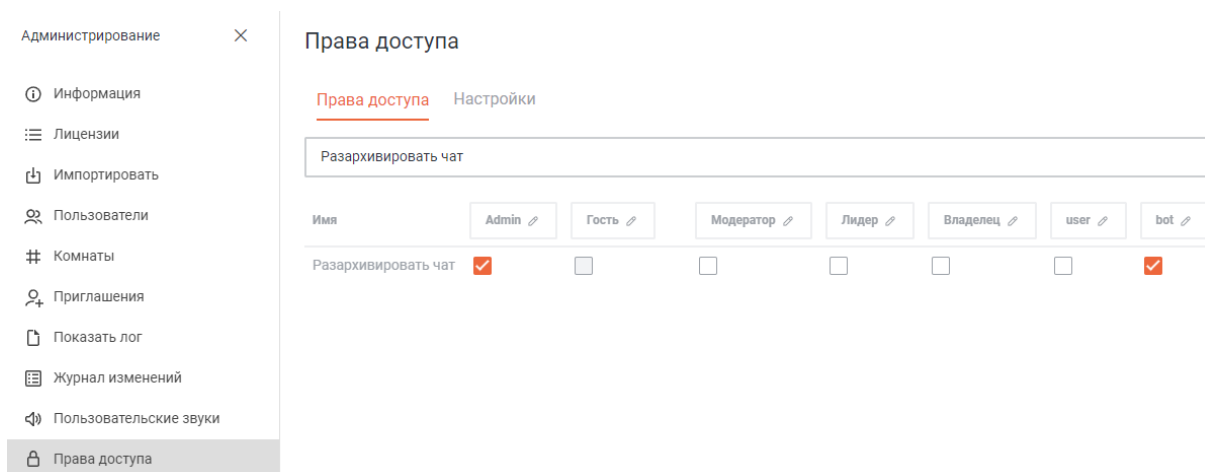 Администрирование
Информация
Лицензии
Импортировать
Пользователи
Комнаты
Приглашения
Показать лог
Журнал изменений
Пользовательские звуки
Права доступа
Права доступа
Права доступа Настройки
Разархивировать чат
Имя Admin Гость Модератор Лидер Владелец user bot
Разархивировать чат